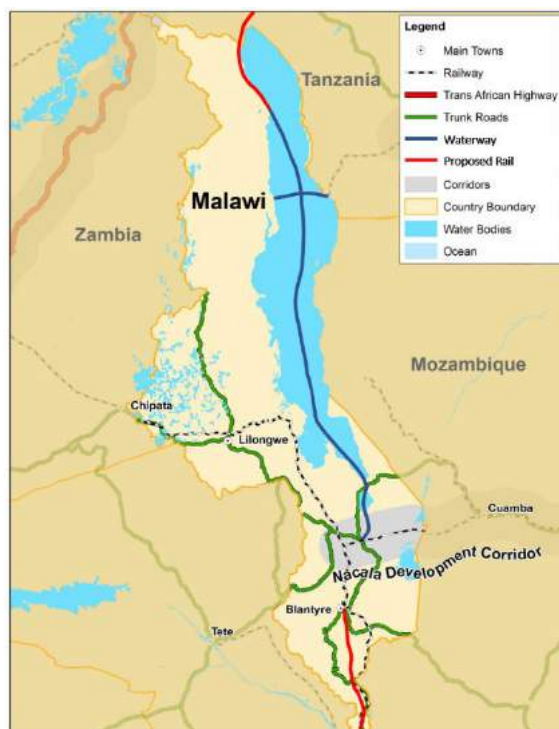 Legend
Main Towns
Railway
Trans African Highway
Trunk Roads
Waterway
Proposed Rail
Corridors
Country Boundary
Water Bodies
Ocean
Tanzania
Malawi
Zambia
Mozambique
Chipata
Lilongwe
Cuamba
Nacala Development Corridor
Blantyre
Tete